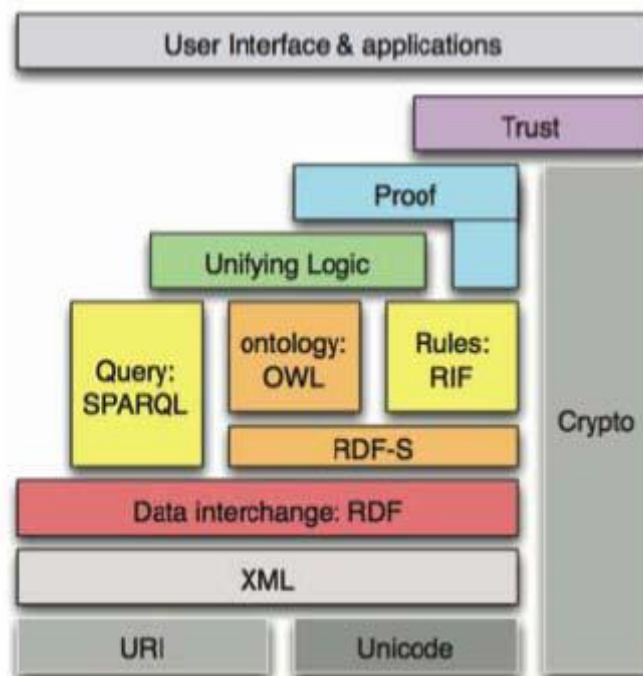 User Interface & applications
Trust
Proof
Unifying Logic
Query:
SPARQL
ontology:
OWL
Rules:
RIF
Crypto
RDF-S
Data interchange: RDF
XML
URI
Unicode